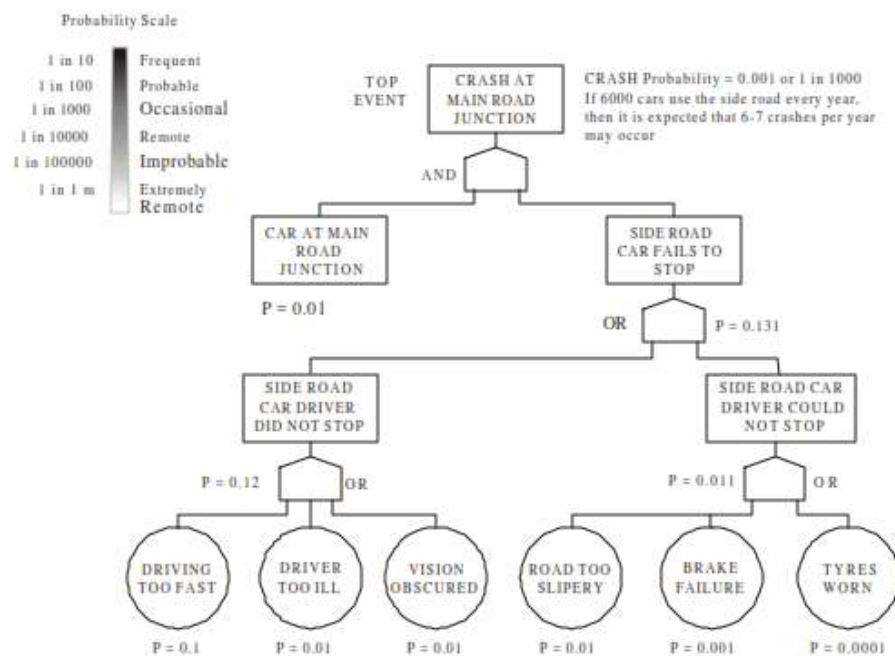 Probability Scale
1 in 10 Frequent
1 in 100 Probable
1 in 1000 Occasional
1 in 10000 Remote
1 in 100000 Improbable
1 in 1 m Extremely
Remote
TOP
EVENT
CRASH AT
MAIN ROAD
JUNCTION
CRASH Probability = 0.001 or 1 in 1000
If 6000 cars use the side road every year,
then it is expected that 6-7 crashes per year
may occur
AND
CAR AT MAIN
ROAD
JUNCTION
SIDE ROAD
CAR FAILS TO
STOP
P = 0.01
OR
P = 0.131
SIDE ROAD
CAR DRIVER
DID NOT STOP
SIDE ROAD CAR
DRIVER COULD
NOT STOP
P = 0.12
OR
P = 0.011
OR
DRIVING
TOO FAST
DRIVER
TOO ILL
VISION
OBSCURED
ROAD TOO
SLIPERY
BRAKE
FAILURE
TYRES
WORN
P = 0.1
P = 0.01
P = 0.01
P = 0.01
P = 0.001
P = 0.0001